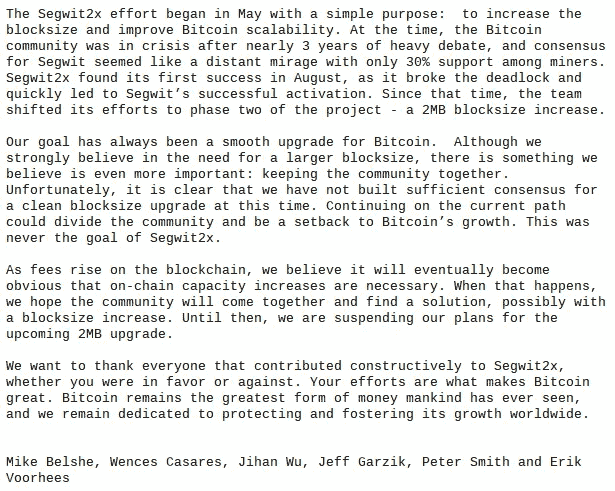 The Segwit2x effort began in May with a simple purpose:  to increase the
blocksize and improve Bitcoin scalability. At the time, the Bitcoin
community was in crisis after nearly 3 years of heavy debate, and consensus
for Segwit seemed like a distant mirage with only 30% support among miners.
Segwit2x found its first success in August, as it broke the deadlock and
quickly led to Segwit’s successful activation. Since that time, the team
shifted its efforts to phase two of the project - a 2MB blocksize increase.

Our goal has always been a smooth upgrade for Bitcoin.  Although we
strongly believe in the need for a larger blocksize, there is something we
believe is even more important: keeping the community together.
Unfortunately, it is clear that we have not built sufficient consensus for
a clean blocksize upgrade at this time. Continuing on the current path
could divide the community and be a setback to Bitcoin’s growth. This was
never the goal of Segwit2x.

As fees rise on the blockchain, we believe it will eventually become
obvious that on-chain capacity increases are necessary. When that happens,
we hope the community will come together and find a solution, possibly with
a blocksize increase. Until then, we are suspending our plans for the
upcoming 2MB upgrade.

We want to thank everyone that contributed constructively to Segwit2x,
whether you were in favor or against. Your efforts are what makes Bitcoin
great. Bitcoin remains the greatest form of money mankind has ever seen,
and we remain dedicated to protecting and fostering its growth worldwide.

Mike Belshe, Wences Casares, Jihan Wu, Jeff Garzik, Peter Smith and Erik
Voorhees